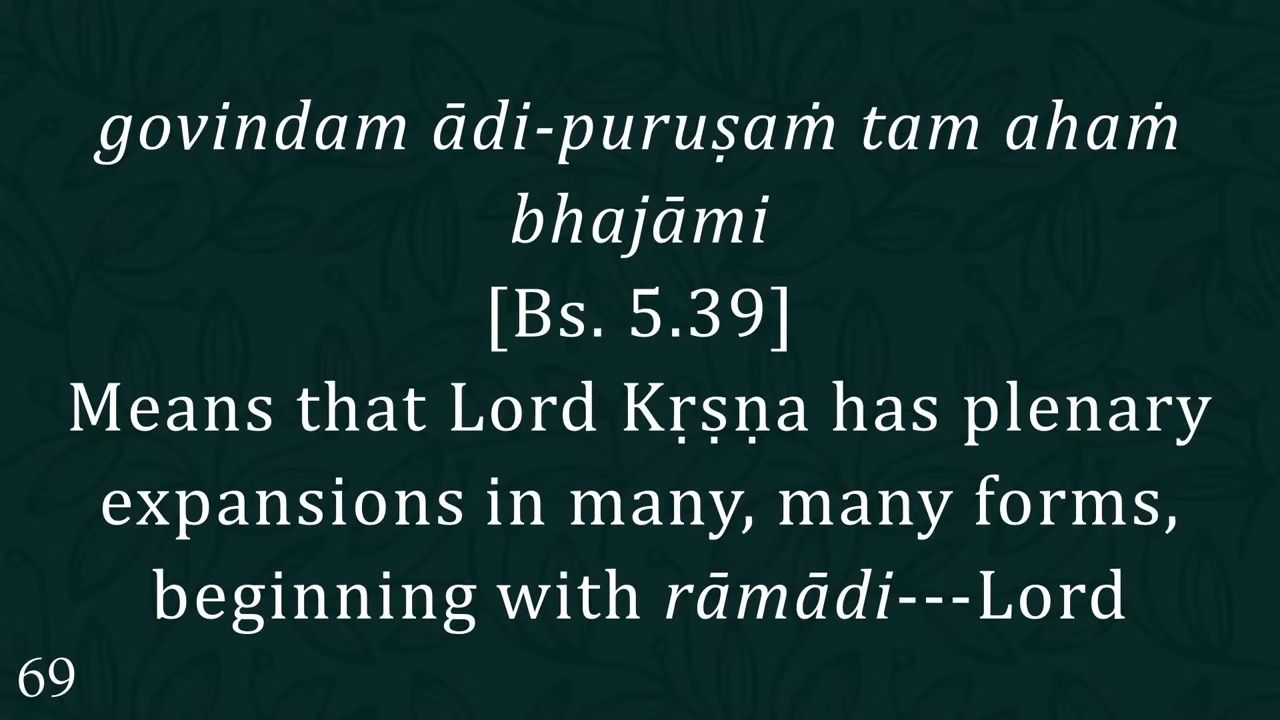 govindam ādi-puruṣaṁ tam ahaṁ
bhajāmi
[Bs. 5.39]
Means that Lord Kṛṣṇa has plenary
expansions in many, many forms,
beginning with rāmādi---Lord
69